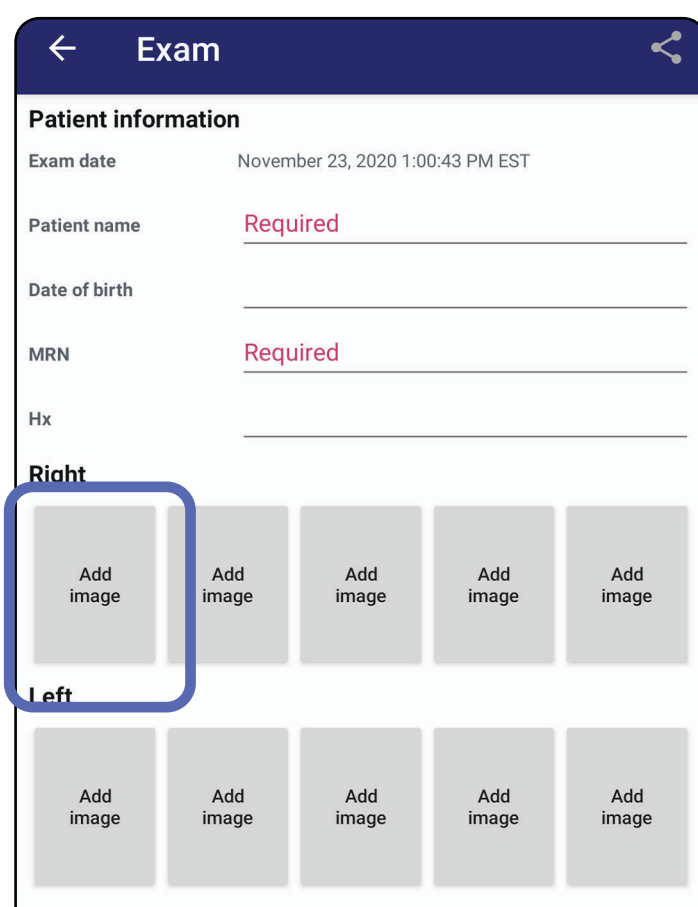 Exam
Patient information
Exam date November 23, 2020 1:00:43 PM EST
Patient name Required
Date of birth
MRN Required
Hx
Right
Add image Add image Add image Add image Add image
Left
Add image Add image Add image Add image Add image